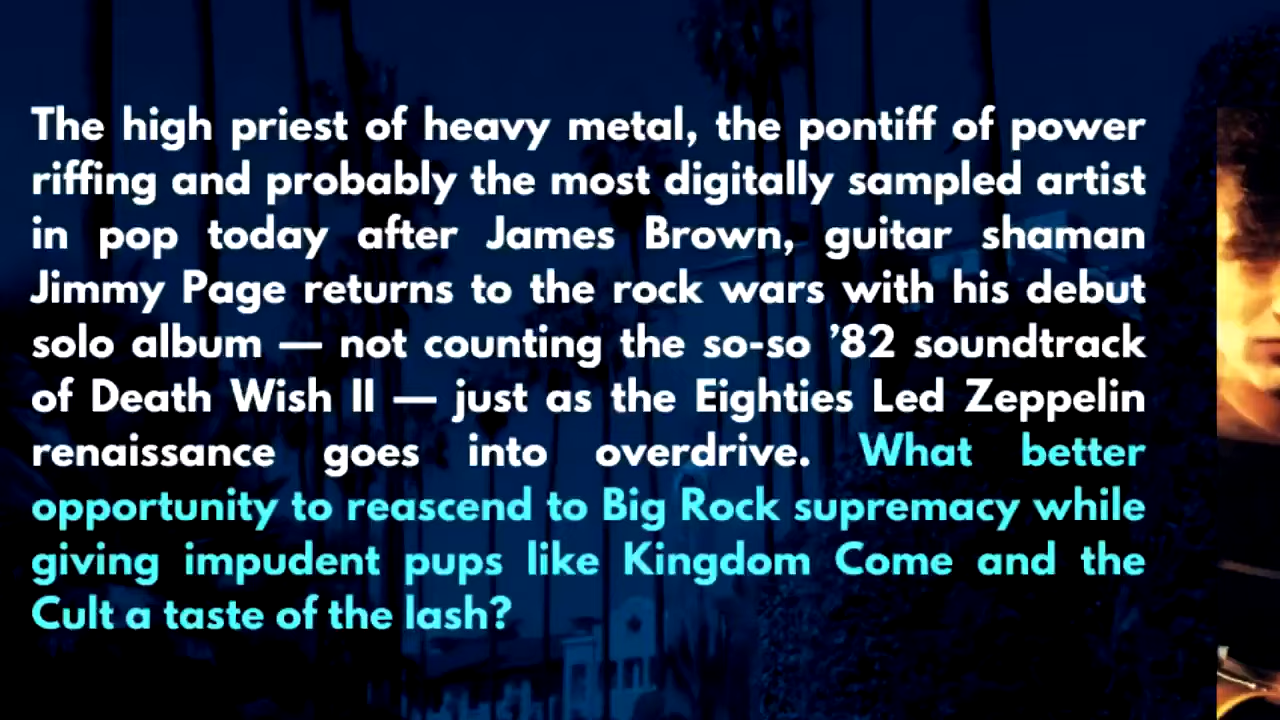 The high priest of heavy metal, the pontiff of power
riffing and probably the most digitally sampled artist
in pop today after James Brown, guitar shaman
Jimmy Page returns to the rock wars with his debut
solo album — not counting the so-so ’82 soundtrack
of Death Wish II — just as the Eighties Led Zeppelin
renaissance goes into overdrive. What better
opportunity to reascend to Big Rock supremacy while
giving impudent pups like Kingdom Come and the
Cult a taste of the lash?